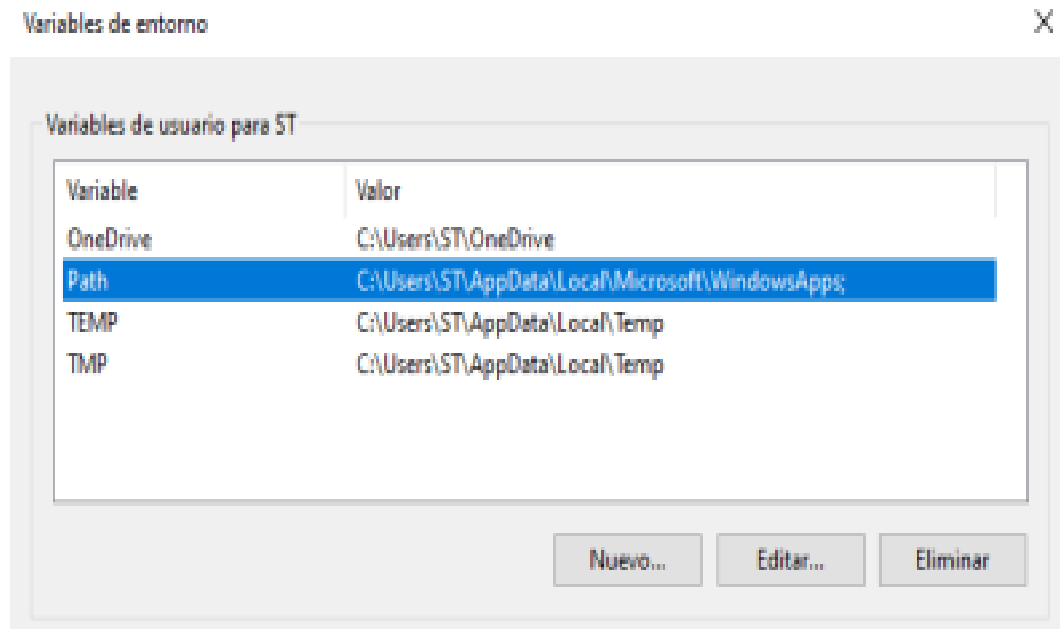 Variables de entorno
Variables de usuario para ST
Variable Valor
OneDrive C:\Users\ST\OneDrive
Path C:\Users\ST\AppData\Local\Microsoft\WindowsApps;
TEMP C:\Users\ST\AppData\Local\Temp
TMP C:\Users\ST\AppData\Local\Temp
Nuevo... Editar... Eliminar